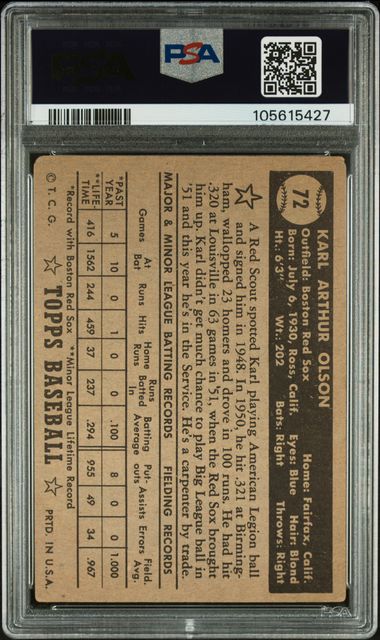 PSA
PSA
105615427
72
KARL ARTHUR OLSON
Outfield: Boston Red Sox Home: Fairfax, Calif.
Born: July 6, 1930, Ross, Calif. Eyes: Blue Hair: Blond
Ht.: 6'3" Wt.: 202 Bats: Right Throws: Right
A Red Scout spotted Karl playing American Legion ball
and signed him in 1948. In 1950, he hit .321 at Birming-
ham, walloped 23 homers and drove in 100 runs. He had hit
.320 at Louisville in 63 games in '51, when the Red Sox brought
him up. Karl didn't get much chance to play Big League ball in
'51 and this year he's in the Service. He's a carpenter by trade.
MAJOR & MINOR LEAGUE BATTING RECORDS FIELDING RECORDS
Games At Bat Runs Hits Home Runs Runs Batted In Batting Average Put-outs Assists Errors Field. Avg.
*PAST YEAR 5 10 0 1 0 0 .100 8 0 0 1.000
**LIFE-TIME 416 1562 244 459 37 237 .294 955 49 34 .967
*Record with Boston Red Sox **Minor League Lifetime Record
© T. C. G. ☆ TOPPS BASEBALL ☆ PRTD. IN U.S.A.